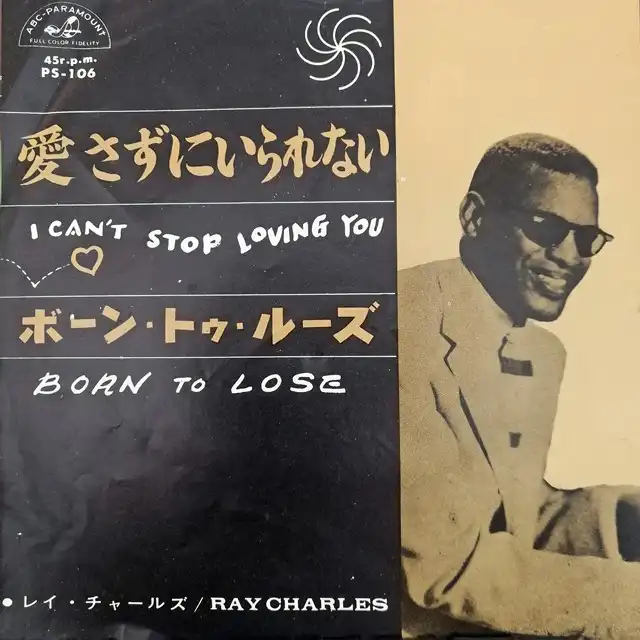 ABC-PARAMOUNT
FULL COLOR FIDELITY
45r.p.m.
PS-106
愛さずにいられない
I CAN'T STOP LOVING YOU
ボーン・トゥ・ルーズ
BORN TO LOSE
● レイ・チャールズ / RAY CHARLES